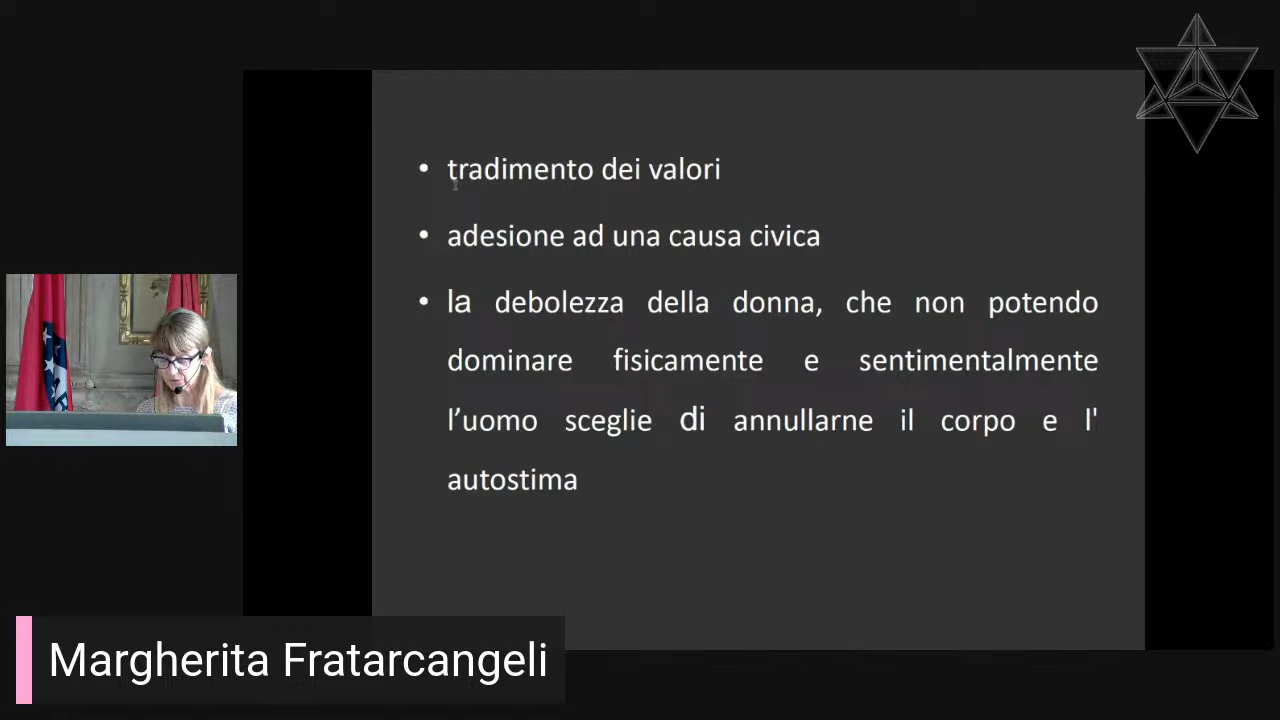 • tradimento dei valori
• adesione ad una causa civica
• la debolezza della donna, che non potendo
dominare fisicamente e sentimentalmente
l’uomo sceglie di annullarne il corpo e l'
autostima
Margherita Fratarcangeli